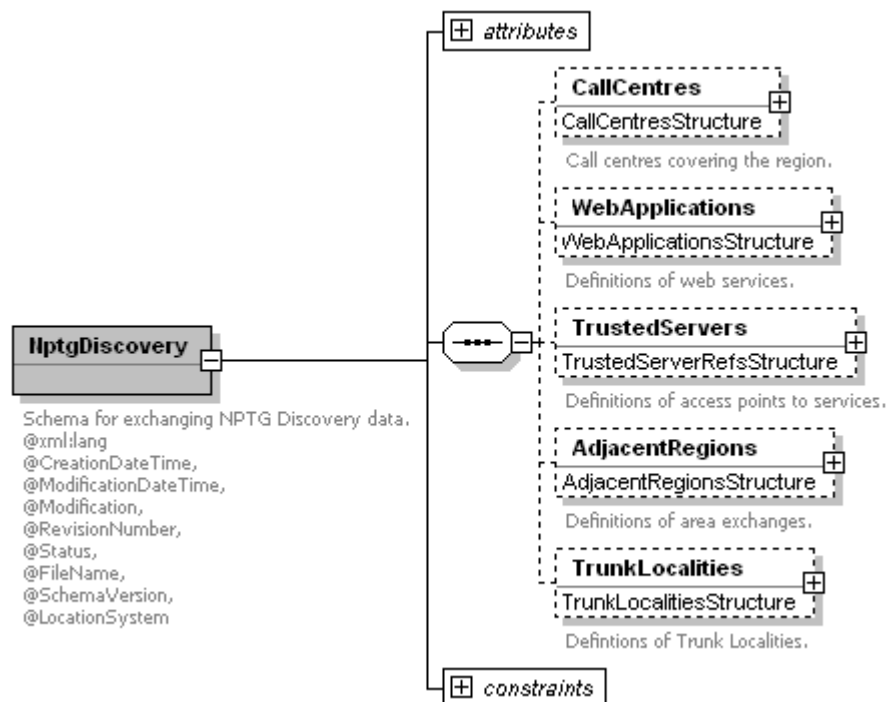 attributes
CallCentres
CallCentresStructure
Call centres covering the region.
WebApplications
WebApplicationsStructure
Definitions of web services.
NptgDiscovery
Schema for exchanging NPTG Discovery data.
@xml:lang
@CreationDateTime,
@ModificationDateTime,
@Modification,
@RevisionNumber,
@Status,
@FileName,
@SchemaVersion,
@LocationSystem
TrustedServers
TrustedServerRefsStructure
Definitions of access points to services.
AdjacentRegions
AdjacentRegionsStructure
Definitions of area exchanges.
TrunkLocalities
TrunkLocalitiesStructure
Defintions of Trunk Localities.
constraints